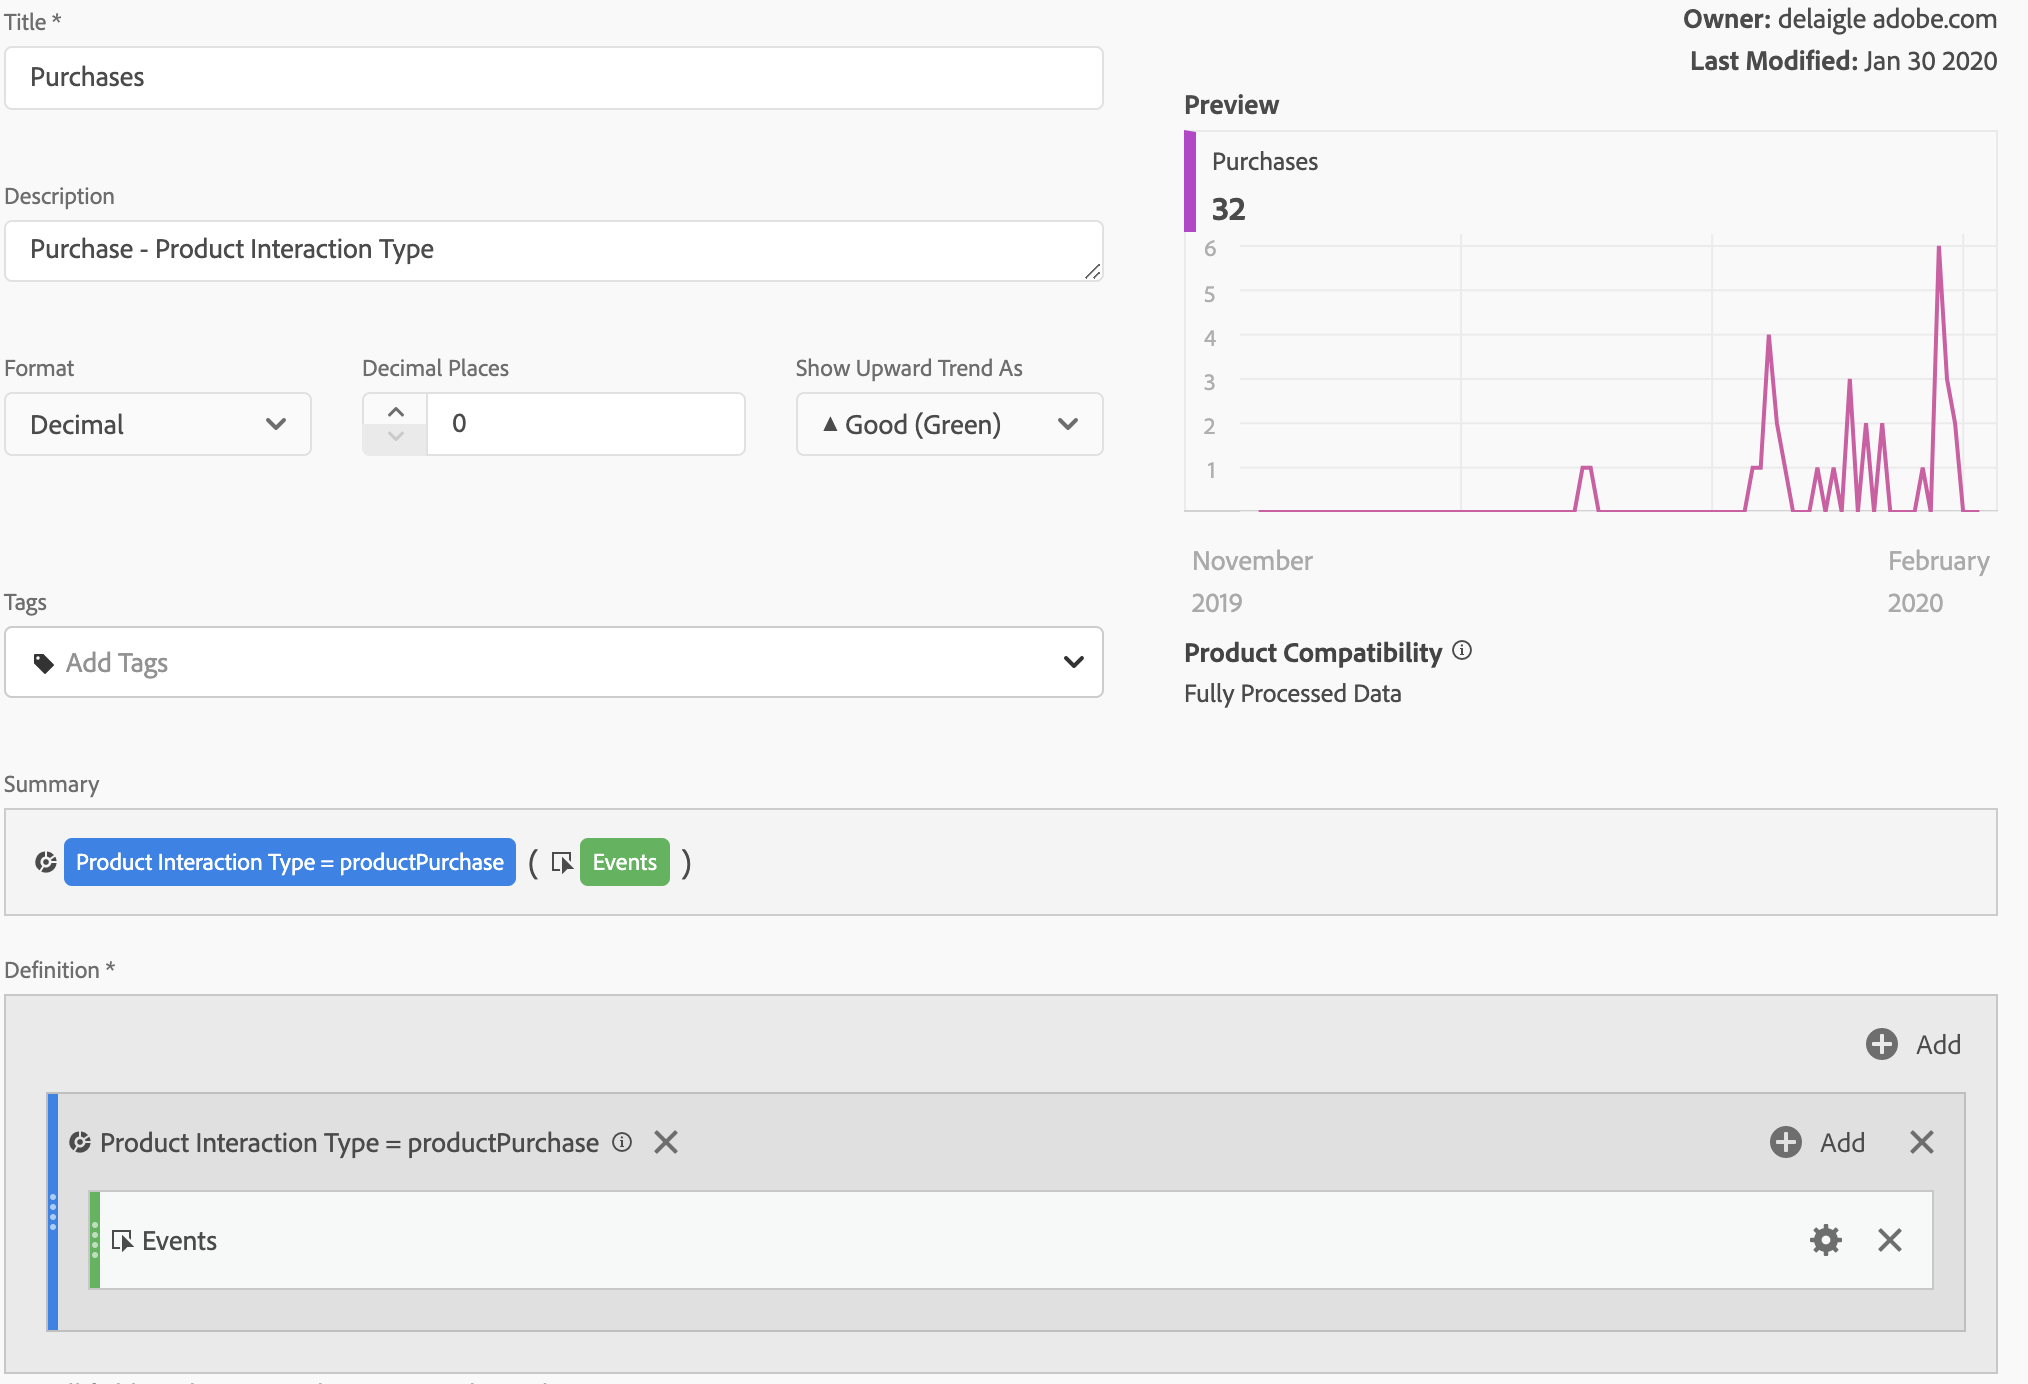 Title *
Purchases
Description
Purchase - Product Interaction Type
Format
Decimal
Decimal Places
0
Show Upward Trend As
Good (Green)
Tags
Add Tags
Owner: delaigle adobe.com
Last Modified: Jan 30 2020
Preview
Purchases
32
6
5
4
3
2
1
November
2019
February
2020
Product Compatibility
Fully Processed Data
Summary
Product Interaction Type = productPurchase ( Events )
Definition *
Add
Product Interaction Type = productPurchase
Add
Events